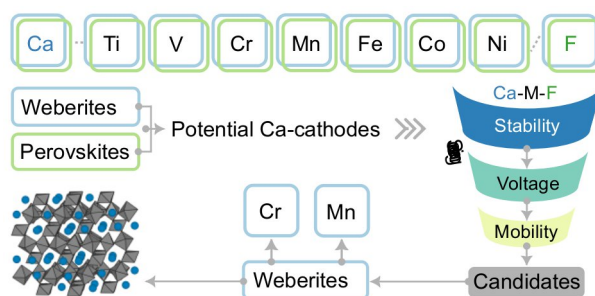 Ca Ti V Cr Mn Fe Co Ni F
Ca-M-F
Weberites
Potential Ca-cathodes
Stability
Perovskites
Voltage
Cr Mn
Mobility
Weberites
Candidates